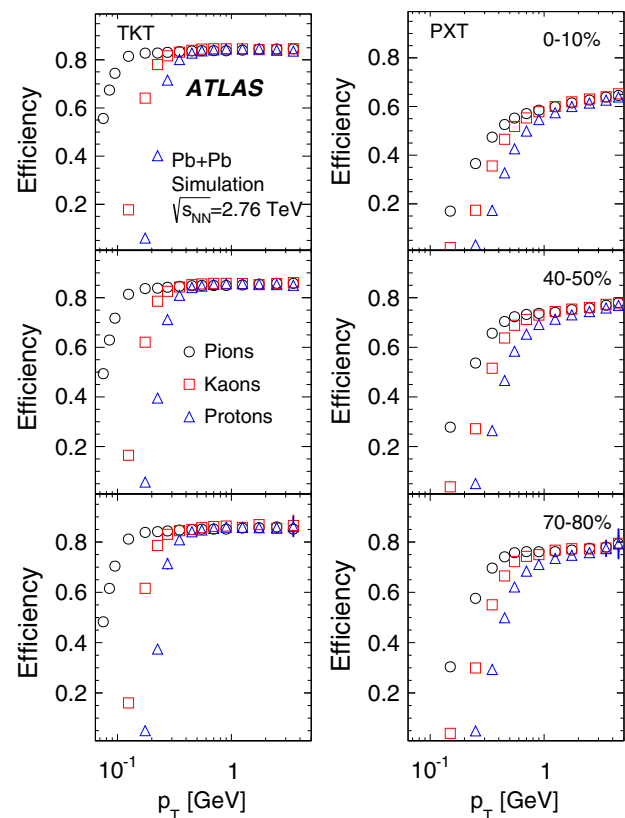 TKT
ATLAS
Pb+Pb
Simulation
√s_NN=2.76 TeV
Efficiency
0.8
0.6
0.4
0.2
PXT
0-10%
Efficiency
0.8
0.6
0.4
0.2
Efficiency
0.8
0.6
0.4
0.2
Pions
Kaons
Protons
40-50%
Efficiency
0.8
0.6
0.4
0.2
Efficiency
0.8
0.6
0.4
0.2
10⁻¹
1
p_T [GeV]
70-80%
Efficiency
0.8
0.6
0.4
0.2
10⁻¹
1
p_T [GeV]